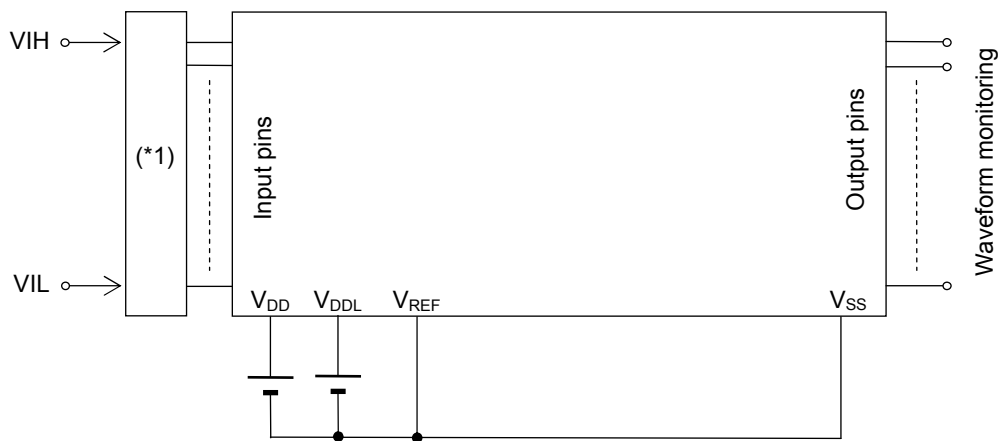 VIH
(*1)
VIL
Input pins
Output pins
Waveform monitoring
VDD
VDDL
VREF
VSS